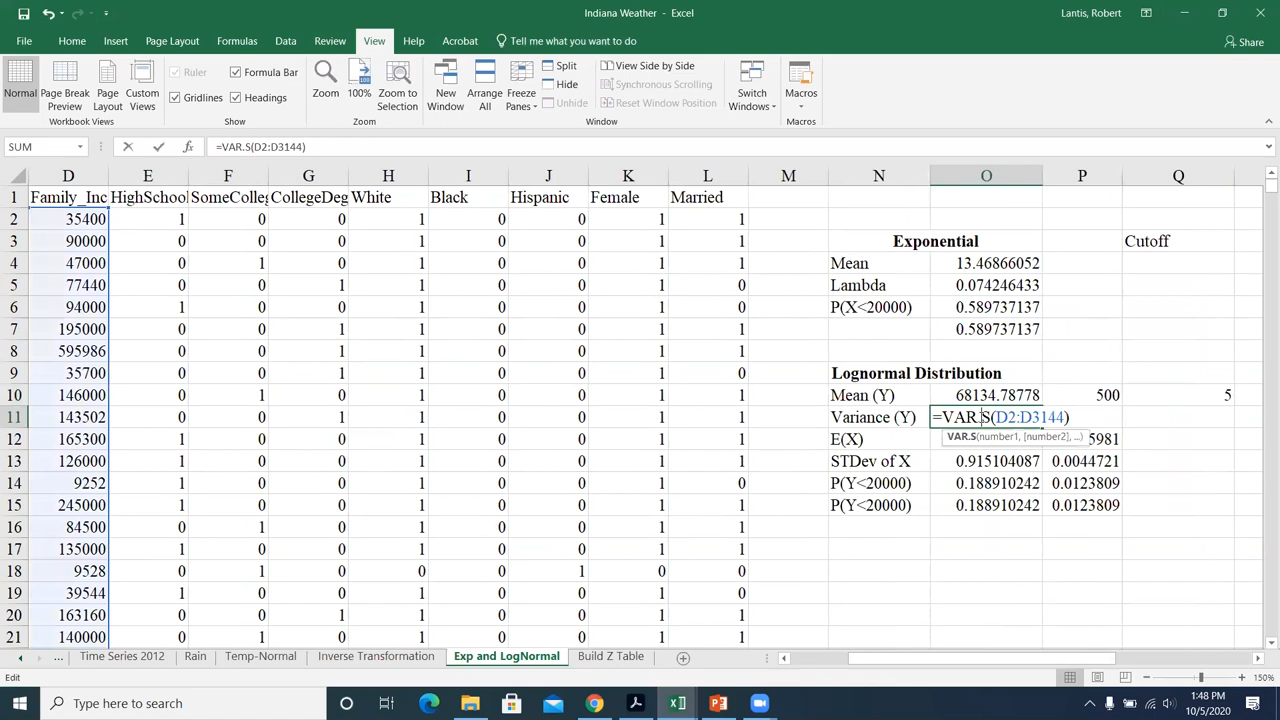 Indiana Weather - Excel
Lantis, Robert
File Home Insert Page Layout Formulas Data Review View Help Acrobat Tell me what you want to do Share
Normal
Page Break Preview
Page Layout
Custom Views
Workbook Views
Ruler
Formula Bar
Gridlines
Headings
Show
Zoom
100%
Zoom to Selection
Zoom
New Window
Arrange All
Freeze Panes
Split
Hide
Unhide
View Side by Side
Synchronous Scrolling
Reset Window Position
Window
Switch Windows
Macros
Macros
SUM
fx
=VAR.S(D2:D3144)
D E F G H I J K L M N O P Q
1 Family_Inc HighSchool SomeColleg CollegeDeg White Black Hispanic Female Married
2 35400 1 0 0 1 0 0 1 1
3 90000 0 0 0 1 0 0 1 1 Exponential Cutoff
4 47000 0 1 0 1 0 0 1 1 Mean 13.46866052
5 77440 0 0 1 1 0 0 1 0 Lambda 0.074246433
6 94000 1 0 0 1 0 0 1 1 P(X<20000) 0.589737137
7 195000 0 0 1 1 0 0 1 1 0.589737137
8 595986 0 0 1 1 0 0 1 1
9 35700 0 0 1 1 0 0 1 0 Lognormal Distribution
10 146000 0 1 0 1 0 0 1 1 Mean (Y) 68134.78778 500 5
11 143502 0 0 1 1 0 0 1 1 Variance (Y) =VAR.S(D2:D3144)
12 165300 0 1 0 1 0 0 1 1 E(X) 5981
VAR.S(number1, [number2], ...)
13 126000 1 0 0 1 0 0 1 1 STDev of X 0.915104087 0.0044721
14 9252 0 1 0 1 0 0 1 0 P(Y<20000) 0.188910242 0.0123809
15 245000 1 0 0 1 0 0 1 1 P(Y<20000) 0.188910242 0.0123809
16 84500 0 1 0 1 0 0 1 1
17 135000 1 0 0 1 0 0 1 1
18 9528 0 1 0 0 0 1 0 0
19 39544 1 0 0 1 0 0 1 1
20 163160 0 0 1 1 0 0 1 1
21 140000 0 1 0 1 0 0 1 1
... Time Series 2012 Rain Temp-Normal Inverse Transformation Exp and LogNormal Build Z Table
Edit
150%
Type here to search
1:48 PM
10/5/2020